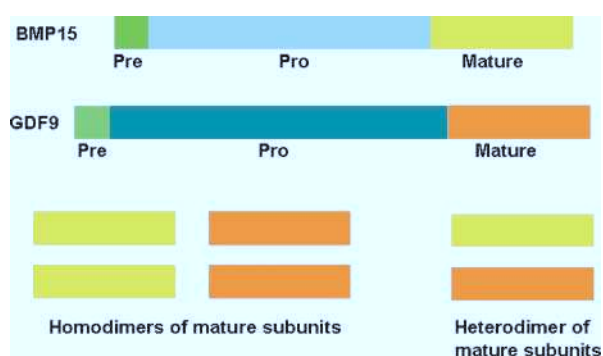 BMP15
Pre Pro Mature
GDF9
Pre Pro Mature
Homodimers of mature subunits
Heterodimer of
mature subunits